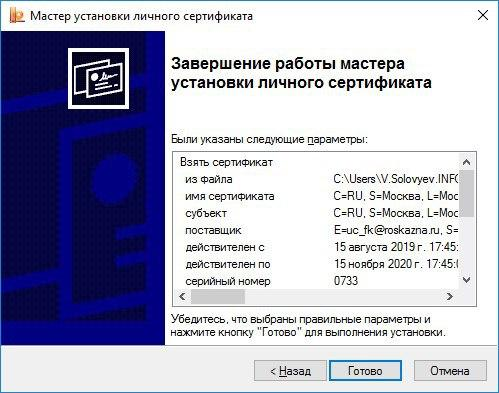 Мастер установки личного сертификата
Завершение работы мастера
установки личного сертификата
Были указаны следующие параметры:
Взять сертификат
из файла C:\Users\V.Solovyev.INFO
имя сертификата C=RU, S=Москва, L=Мос
субъект C=RU, S=Москва, L=Мос
поставщик E=uc_fk@roskazna.ru, S=
действителен с 15 августа 2019 г. 17:45:
действителен по 15 ноября 2020 г. 17:45:0
серийный номер 0733
Убедитесь, что выбраны правильные параметры и
нажмите кнопку "Готово" для выполнения установки.
< Назад Готово Отмена